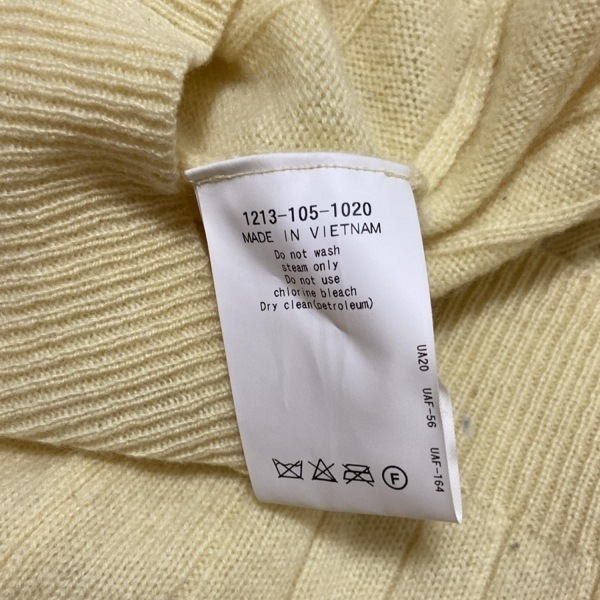 1213-105-1020
MADE IN VIETNAM
Do not wash
steam only
Do not use
chlorine bleach
Dry clean(petroleum)
UA20 UAF-56 UAF-164
F